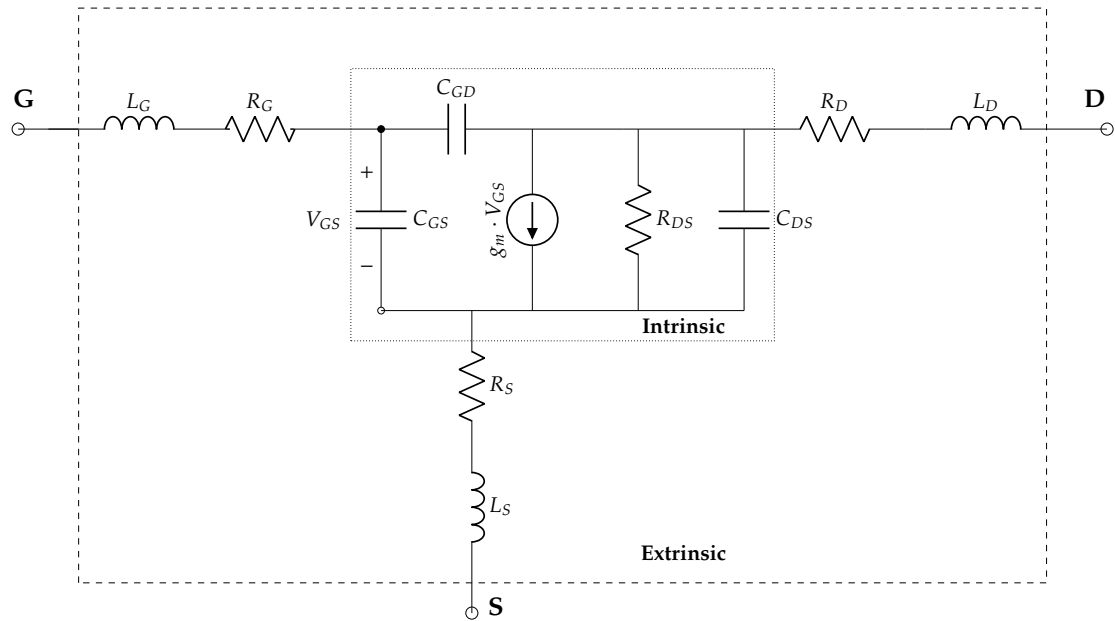 G
L_G
R_G
C_GD
R_D
L_D
D
+
V_GS
C_GS
−
g_m · V_GS
R_DS
C_DS
Intrinsic
R_S
L_S
Extrinsic
S